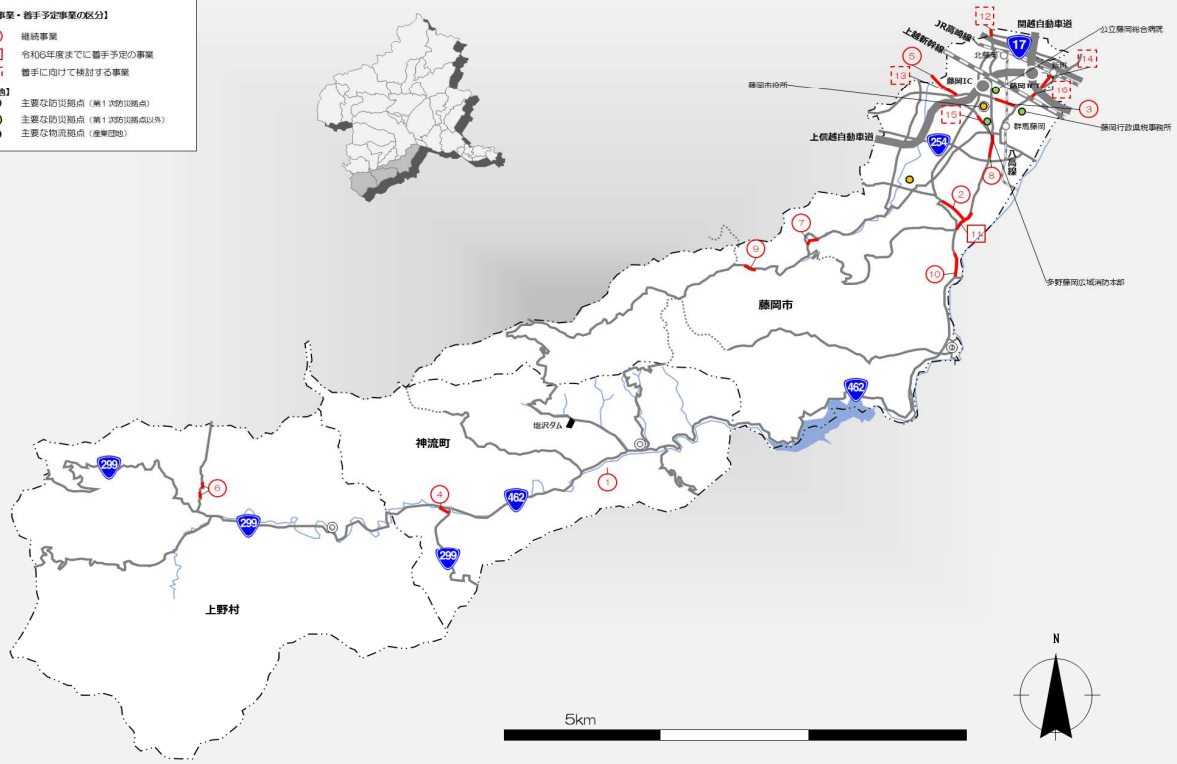 事業・着手予定事業の区分】
継続事業
令和6年度までに着手予定の事業
着手に向けて検討する事業
地】
主要な防災拠点（第1次防災拠点）
主要な防災拠点（第1次防災拠点以外）
主要な物流拠点（産業団地）
12
関越自動車道
JR高崎線
17
公立藤岡総合病院
上越新幹線
北藤岡
新町
14
5
13
藤岡IC
16
藤岡市役所
3
15
群馬藤岡
藤岡行政県税事務所
上信越自動車道
254
八高線
8
2
7
11
9
10
多野藤岡広域消防本部
藤岡市
462
塩沢ダム
神流町
299
1
6
4
462
299
299
上野村
N
5km